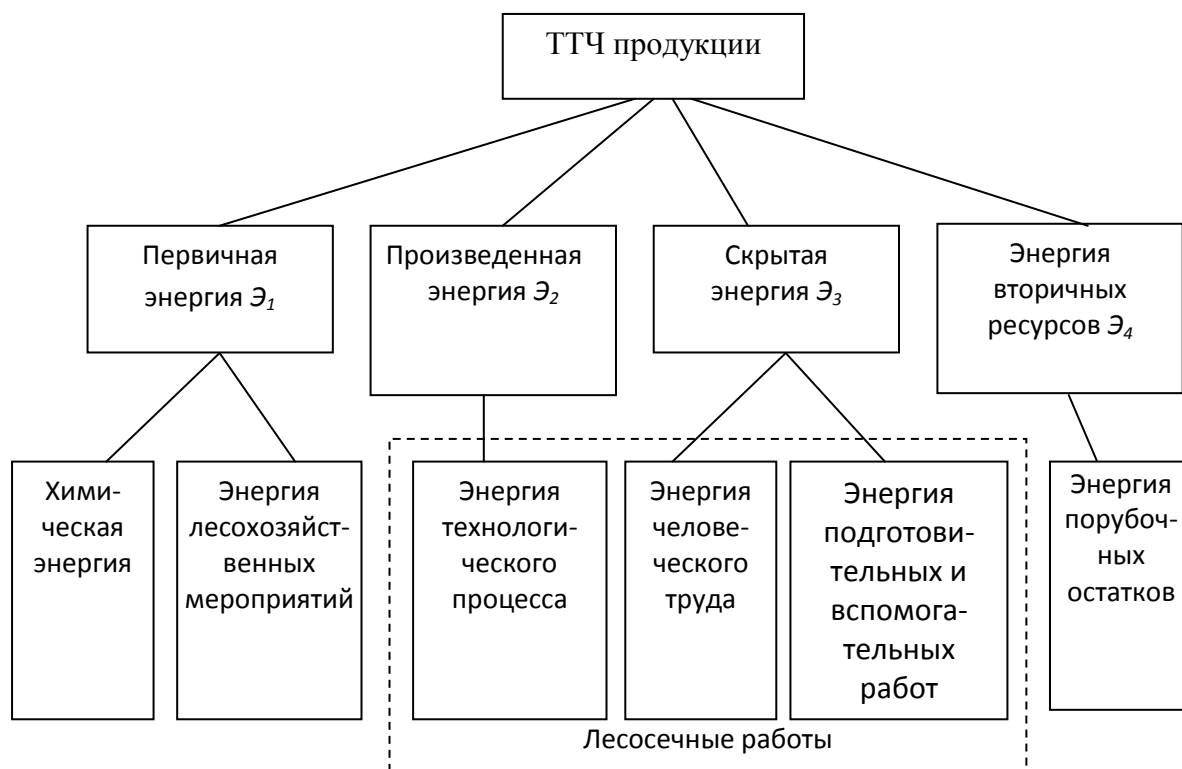 ТТЧ продукции
Первичная
энергия Э1
Произведенная
энергия Э2
Скрытая
энергия Э3
Энергия
вторичных
ресурсов Э4
Хими-
ческая
энергия
Энергия
лесохозяйст-
венных
мероприятий
Энергия
технологи-
ческого
процесса
Энергия
челове-
ческого
труда
Энергия
подготови-
тельных и
вспомога-
тельных
работ
Энергия
порубоч-
ных
остатков
Лесосечные работы